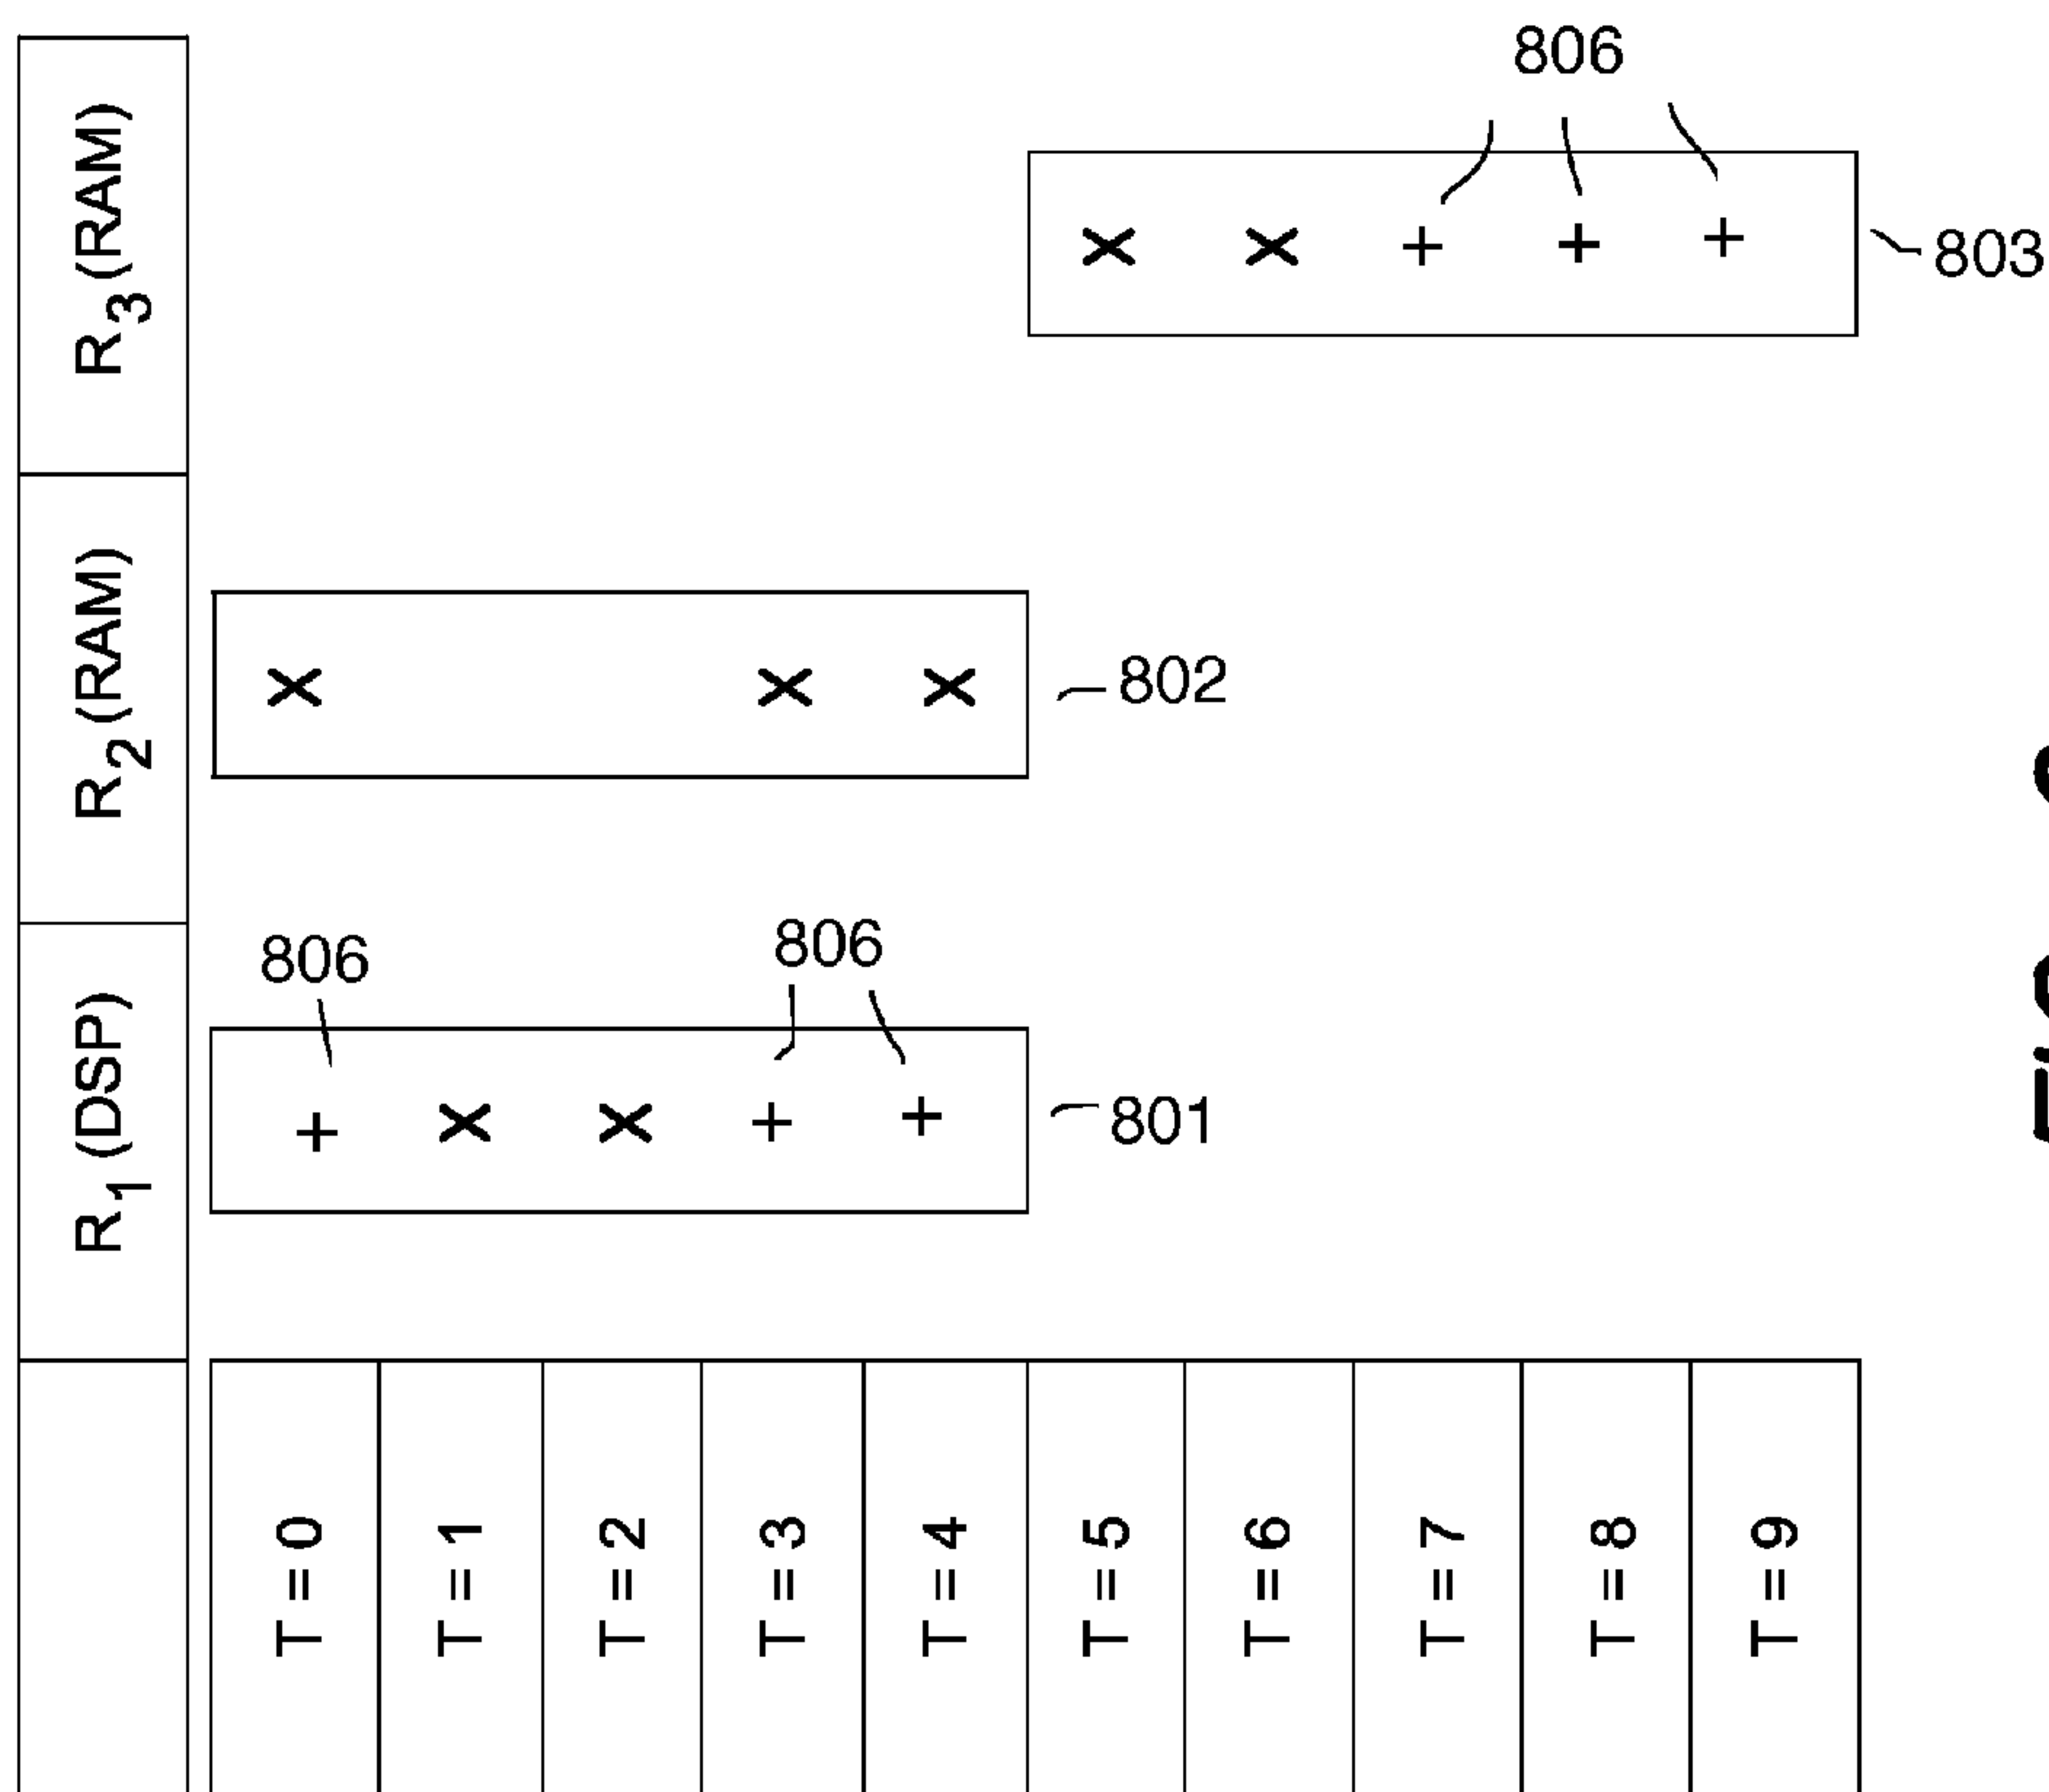 R1 (DSP)
R2 (RAM)
R3 (RAM)
T=0
T=1
T=2
T=3
T=4
T=5
T=6
T=7
T=8
T=9
806
+ X X + +
806
801
X X X
802
806
X X + + +
803